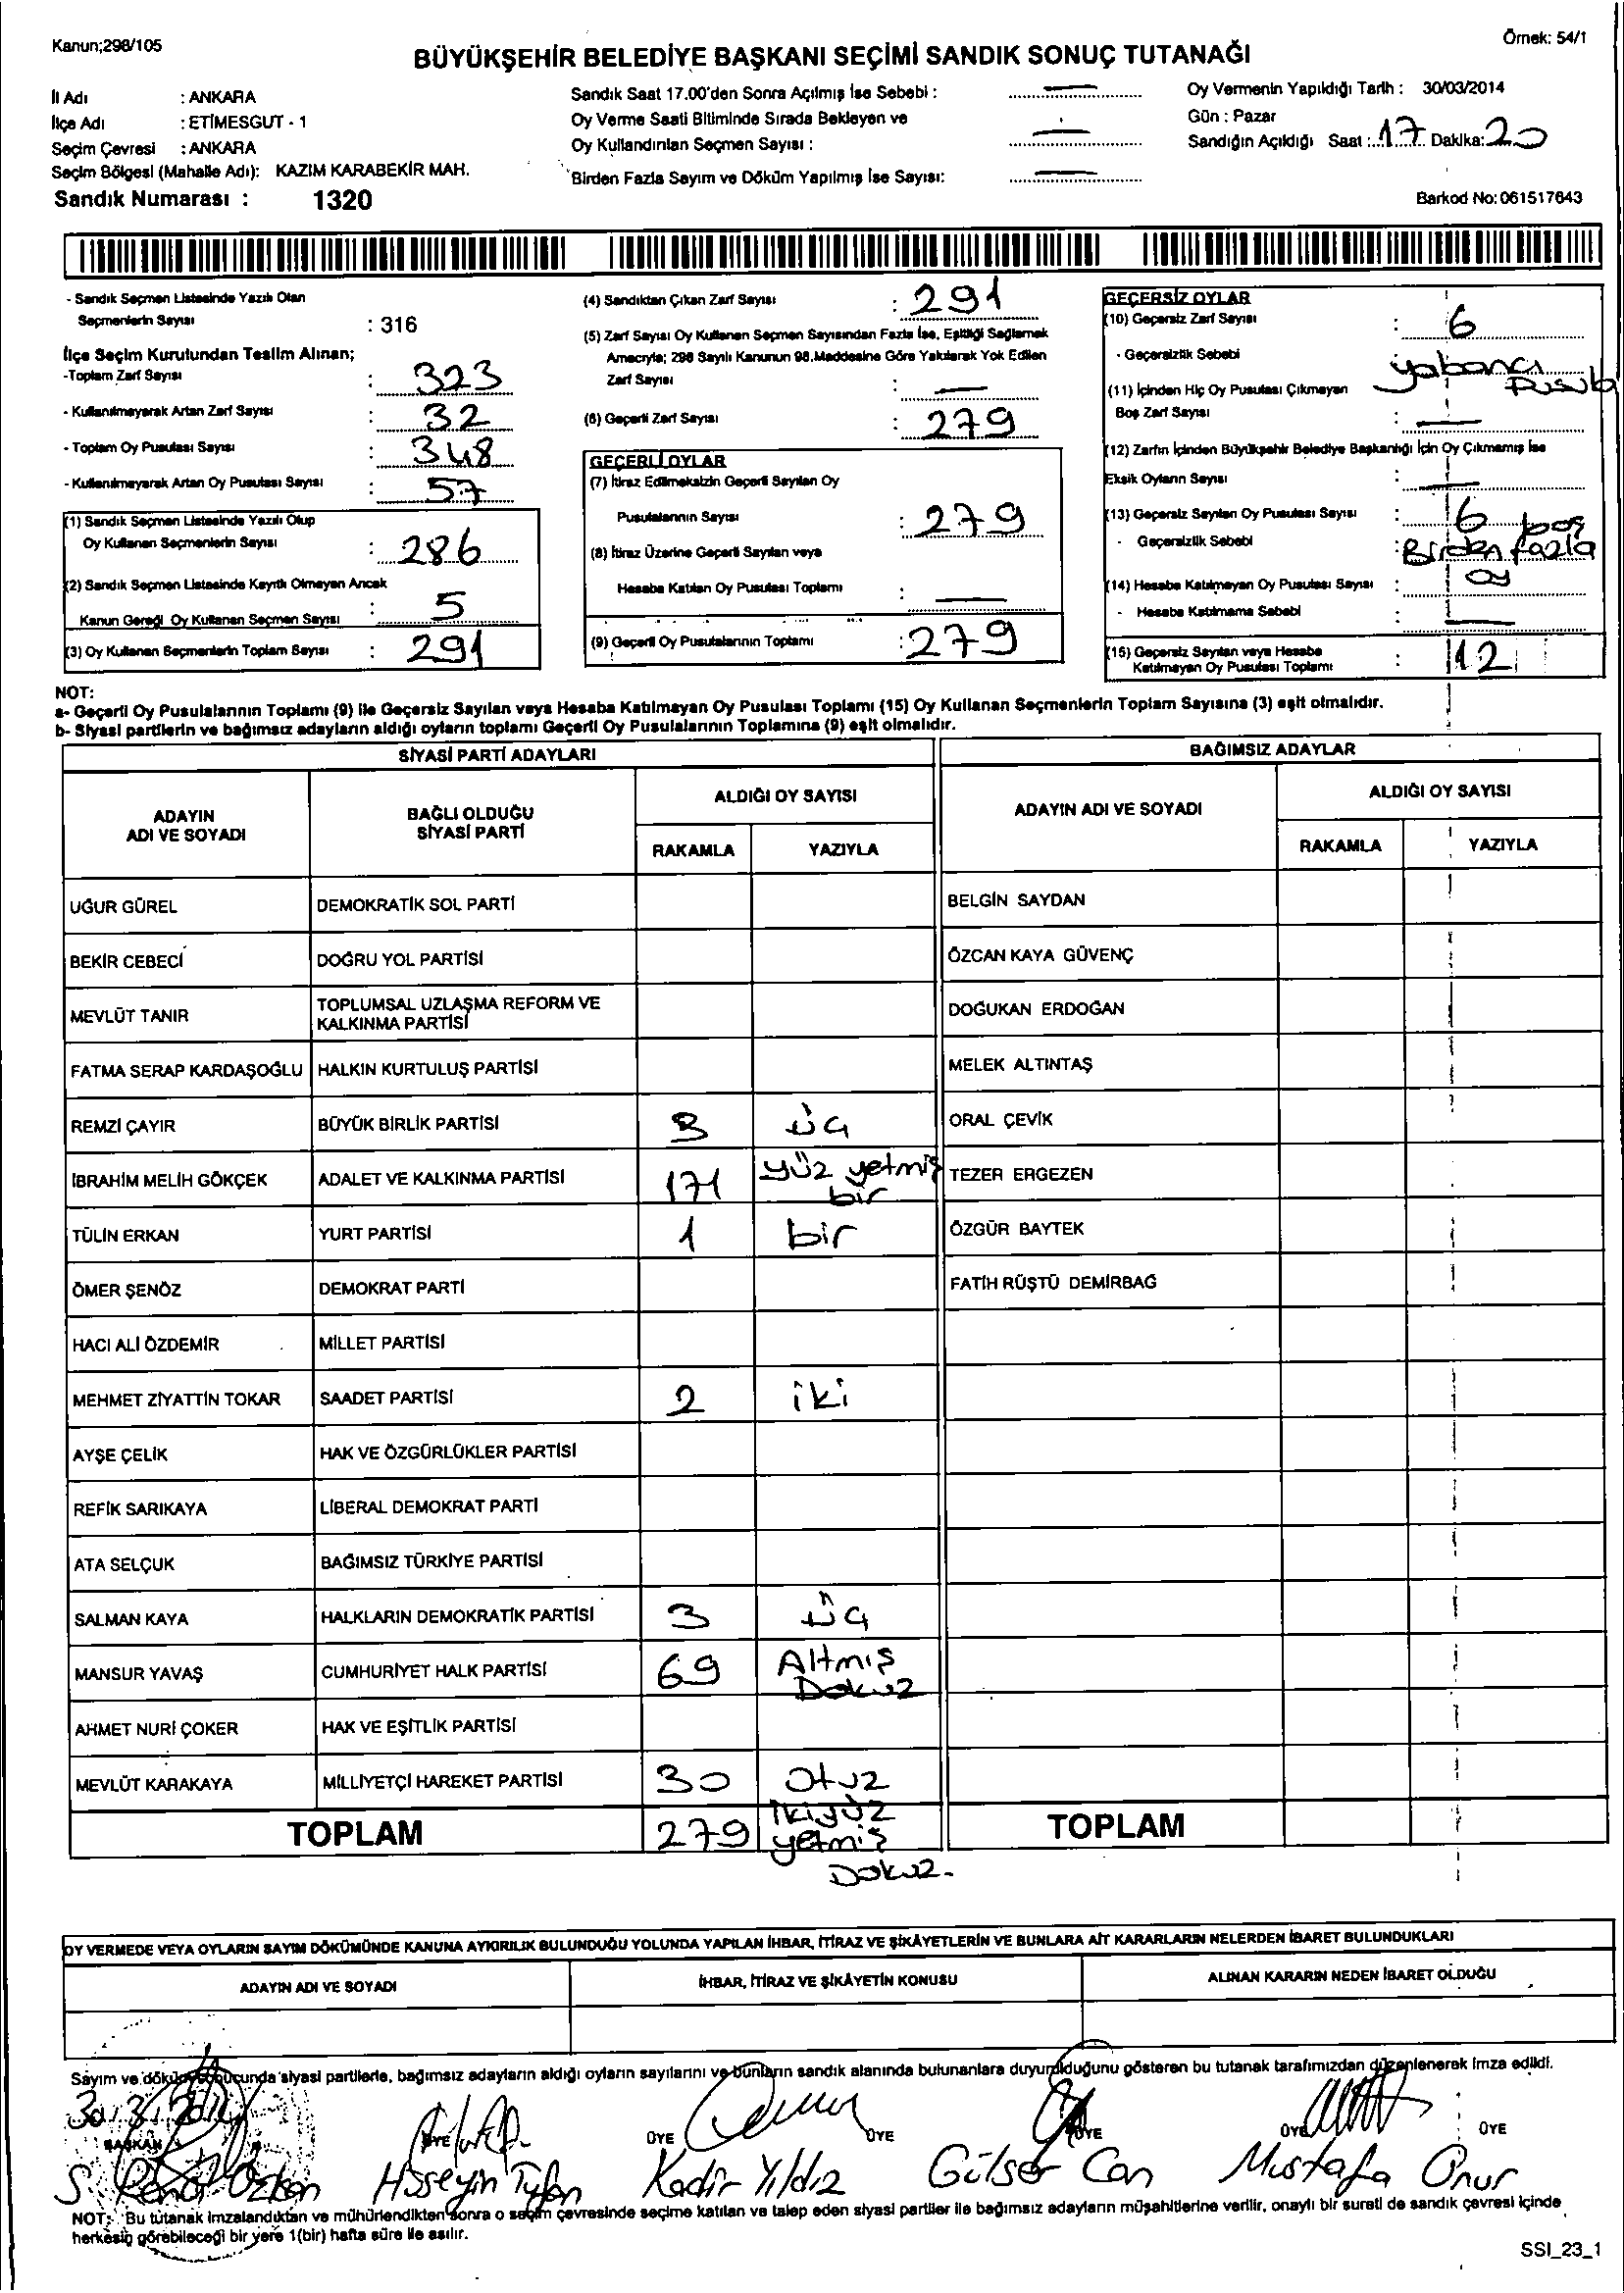 Kanun;298/105
Örnek: 54/1
BÜYÜKŞEHİR BELEDİYE BAŞKANI SEÇİMİ SANDIK SONUÇ TUTANAĞI
İl Adı : ANKARA
İlçe Adı : ETİMESGUT - 1
Seçim Çevresi : ANKARA
Seçim Bölgesi (Mahalle Adı): KAZIM KARABEKİR MAH.
Sandık Numarası : 1320
Sandık Saat 17.00'den Sonra Açılmış İse Sebebi : —
Oy Verme Saati Bitiminde Sırada Bekleyen ve
Oy Kullandırılan Seçmen Sayısı : —
Birden Fazla Sayım ve Döküm Yapılmış İse Sayısı: —
Oy Vermenin Yapıldığı Tarih : 30/03/2014
Gün : Pazar
Sandığın Açıldığı Saat : 17 Dakika: 20
Barkod No: 061517643
- Sandık Seçmen Listesinde Yazılı Olan
Seçmenlerin Sayısı : 316
İlçe Seçim Kurulundan Teslim Alınan;
-Toplam Zarf Sayısı : 323
- Kullanılmayarak Artan Zarf Sayısı : 32
- Toplam Oy Pusulası Sayısı : 348
- Kullanılmayarak Artan Oy Pusulası Sayısı : 57
(1) Sandık Seçmen Listesinde Yazılı Olup
Oy Kullanan Seçmenlerin Sayısı : 286
(2) Sandık Seçmen Listesinde Kayıtlı Olmayan Ancak
Kanun Gereği Oy Kullanan Seçmen Sayısı : 5
(3) Oy Kullanan Seçmenlerin Toplam Sayısı : 291
(4) Sandıktan Çıkan Zarf Sayısı : 291
(5) Zarf Sayısı Oy Kullanan Seçmen Sayısından Fazla İse, Eşitliği Sağlamak
Amacıyla; 298 Sayılı Kanunun 98.Maddesine Göre Yakılarak Yok Edilen
Zarf Sayısı : —
(6) Geçerli Zarf Sayısı : 279
GEÇERLİ OYLAR
(7) İtiraz Edilmeksizin Geçerli Sayılan Oy
Pusulalarının Sayısı : 279
(8) İtiraz Üzerine Geçerli Sayılan veya
Hesaba Katılan Oy Pusulası Toplamı : —
(9) Geçerli Oy Pusulalarının Toplamı : 279
GEÇERSİZ OYLAR
(10) Geçersiz Zarf Sayısı : 6
- Geçersizlik Sebebi : yabancı pusula
(11) İçinden Hiç Oy Pusulası Çıkmayan
Boş Zarf Sayısı : —
(12) Zarfın İçinden Büyükşehir Belediye Başkanlığı İçin Oy Çıkmamış İse
Eksik Oyların Sayısı : —
(13) Geçersiz Sayılan Oy Pusulası Sayısı : 6 boş
- Geçersizlik Sebebi : Birden fazla
oy
(14) Hesaba Katılmayan Oy Pusulası Sayısı :
- Hesaba Katılmama Sebebi : —
(15) Geçersiz Sayılan veya Hesaba
Katılmayan Oy Pusulası Toplamı : 12
NOT:
a- Geçerli Oy Pusulalarının Toplamı (9) ile Geçersiz Sayılan veya Hesaba Katılmayan Oy Pusulası Toplamı (15) Oy Kullanan Seçmenlerin Toplam Sayısına (3) eşit olmalıdır.
b- Siyasi partilerin ve bağımsız adayların aldığı oyların toplamı Geçerli Oy Pusulalarının Toplamına (9) eşit olmalıdır.
SİYASİ PARTİ ADAYLARI
BAĞIMSIZ ADAYLAR
ADAYIN ADI VE SOYADI
BAĞLI OLDUĞU SİYASİ PARTİ
ALDIĞI OY SAYISI
RAKAMLA YAZIYLA
ADAYIN ADI VE SOYADI
ALDIĞI OY SAYISI
RAKAMLA YAZIYLA
UĞUR GÜREL DEMOKRATİK SOL PARTİ BELGİN SAYDAN
BEKİR CEBECİ DOĞRU YOL PARTİSİ ÖZCAN KAYA GÜVENÇ
MEVLÜT TANIR TOPLUMSAL UZLAŞMA REFORM VE KALKINMA PARTİSİ DOĞUKAN ERDOĞAN
FATMA SERAP KARDAŞOĞLU HALKIN KURTULUŞ PARTİSİ MELEK ALTINTAŞ
REMZİ ÇAYIR BÜYÜK BİRLİK PARTİSİ 3 üç ORAL ÇEVİK
İBRAHİM MELİH GÖKÇEK ADALET VE KALKINMA PARTİSİ 171 yüz yetmiş bir TEZER ERGEZEN
TÜLİN ERKAN YURT PARTİSİ 1 bir ÖZGÜR BAYTEK
ÖMER ŞENÖZ DEMOKRAT PARTİ FATİH RÜŞTÜ DEMİRBAĞ
HACI ALİ ÖZDEMİR MİLLET PARTİSİ
MEHMET ZİYATTİN TOKAR SAADET PARTİSİ 2 iki
AYŞE ÇELİK HAK VE ÖZGÜRLÜKLER PARTİSİ
REFİK SARIKAYA LİBERAL DEMOKRAT PARTİ
ATA SELÇUK BAĞIMSIZ TÜRKİYE PARTİSİ
SALMAN KAYA HALKLARIN DEMOKRATİK PARTİSİ 3 üç
MANSUR YAVAŞ CUMHURİYET HALK PARTİSİ 69 Altmış Dokuz
AHMET NURİ ÇOKER HAK VE EŞİTLİK PARTİSİ
MEVLÜT KARAKAYA MİLLİYETÇİ HAREKET PARTİSİ 30 Otuz
TOPLAM 279 ikiyüz yetmiş Dokuz- TOPLAM
OY VERMEDE VEYA OYLARIN SAYIM DÖKÜMÜNDE KANUNA AYKIRILIK BULUNDUĞU YOLUNDA YAPILAN İHBAR, İTİRAZ VE ŞİKÂYETLERİN VE BUNLARA AİT KARARLARIN NELERDEN İBARET BULUNDUKLARI
ADAYIN ADI VE SOYADI İHBAR, İTİRAZ VE ŞİKÂYETİN KONUSU ALINAN KARARIN NEDEN İBARET OLDUĞU
Sayım ve döküm sonucunda siyasi partilerle, bağımsız adayların aldığı oyların sayılarını ve bunların sandık alanında bulunanlara duyurulduğunu gösteren bu tutanak tarafımızdan düzenlenerek imza edildi.
30/3/2014
BAŞKAN ÜYE ÜYE ÜYE ÜYE ÜYE ÜYE
Özkan Hüseyin Kadir Yıldız Gülser Can Mustafa Onur
NOT: Bu tutanak imzalandıktan ve mühürlendikten sonra o seçim çevresinde seçime katılan ve talep eden siyasi partiler ile bağımsız adayların müşahitlerine verilir, onaylı bir sureti de sandık çevresi içinde
herkesin görebileceği bir yere 1(bir) hafta süre ile asılır.
SSI_23_1